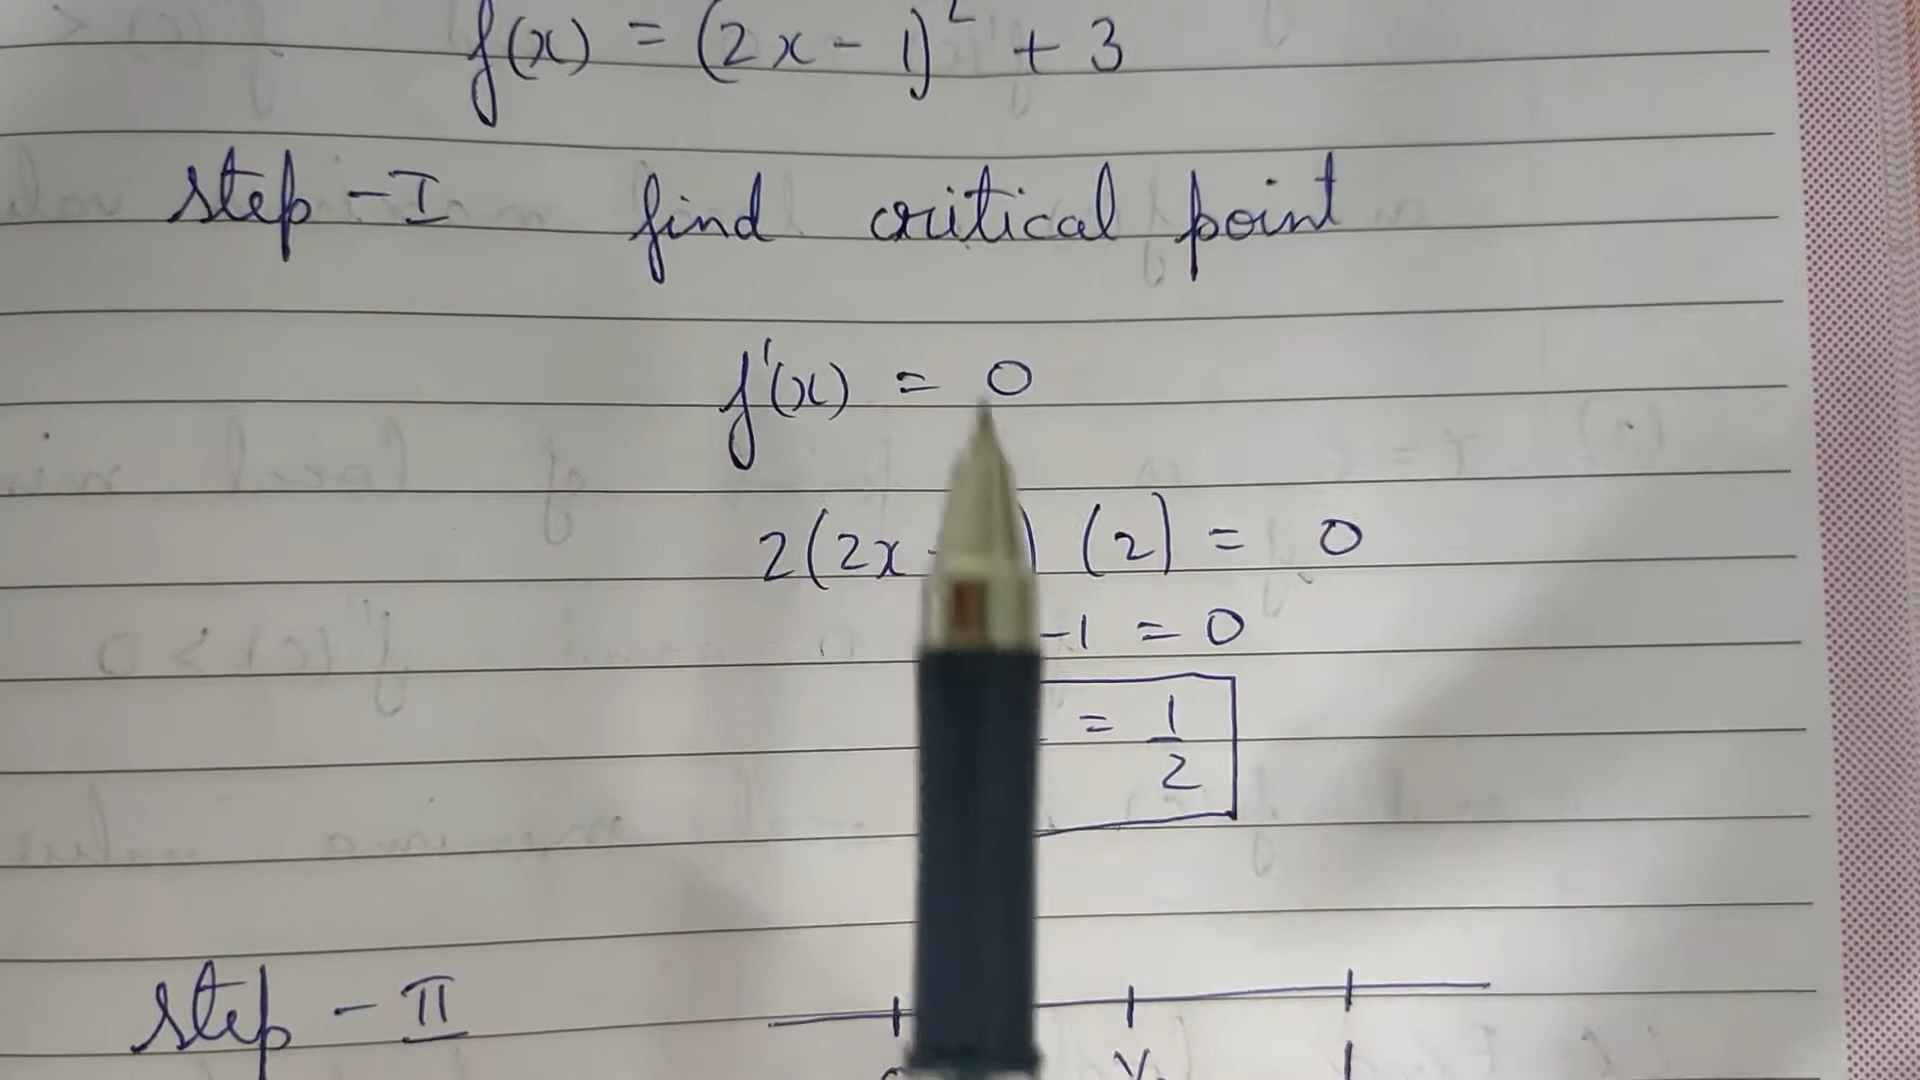 f(x) = (2x - 1)² + 3
step - I find critical point
f'(x) = 0
2(2x - ) (2) = 0
-1 = 0
= 1/2
step - II